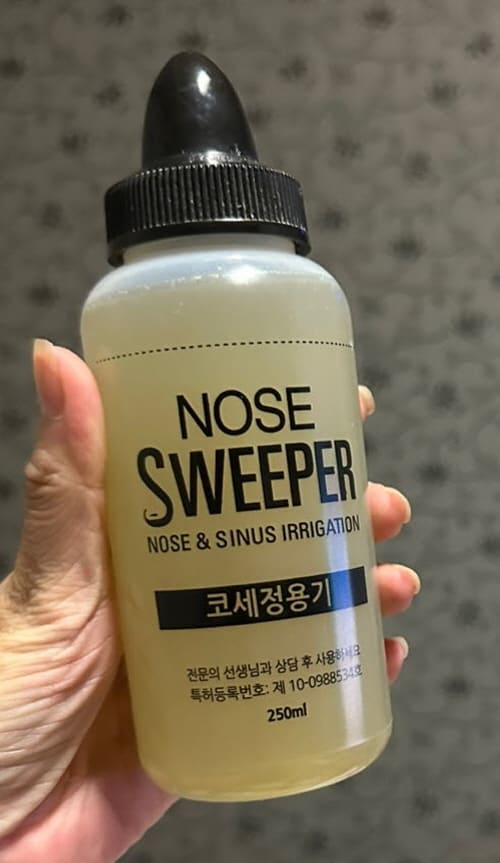 NOSE
SWEEPER
NOSE & SINUS IRRIGATION
코세정용기
전문의 선생님과 상담 후 사용하세요
특허등록번호: 제 10-0988534호
250ml